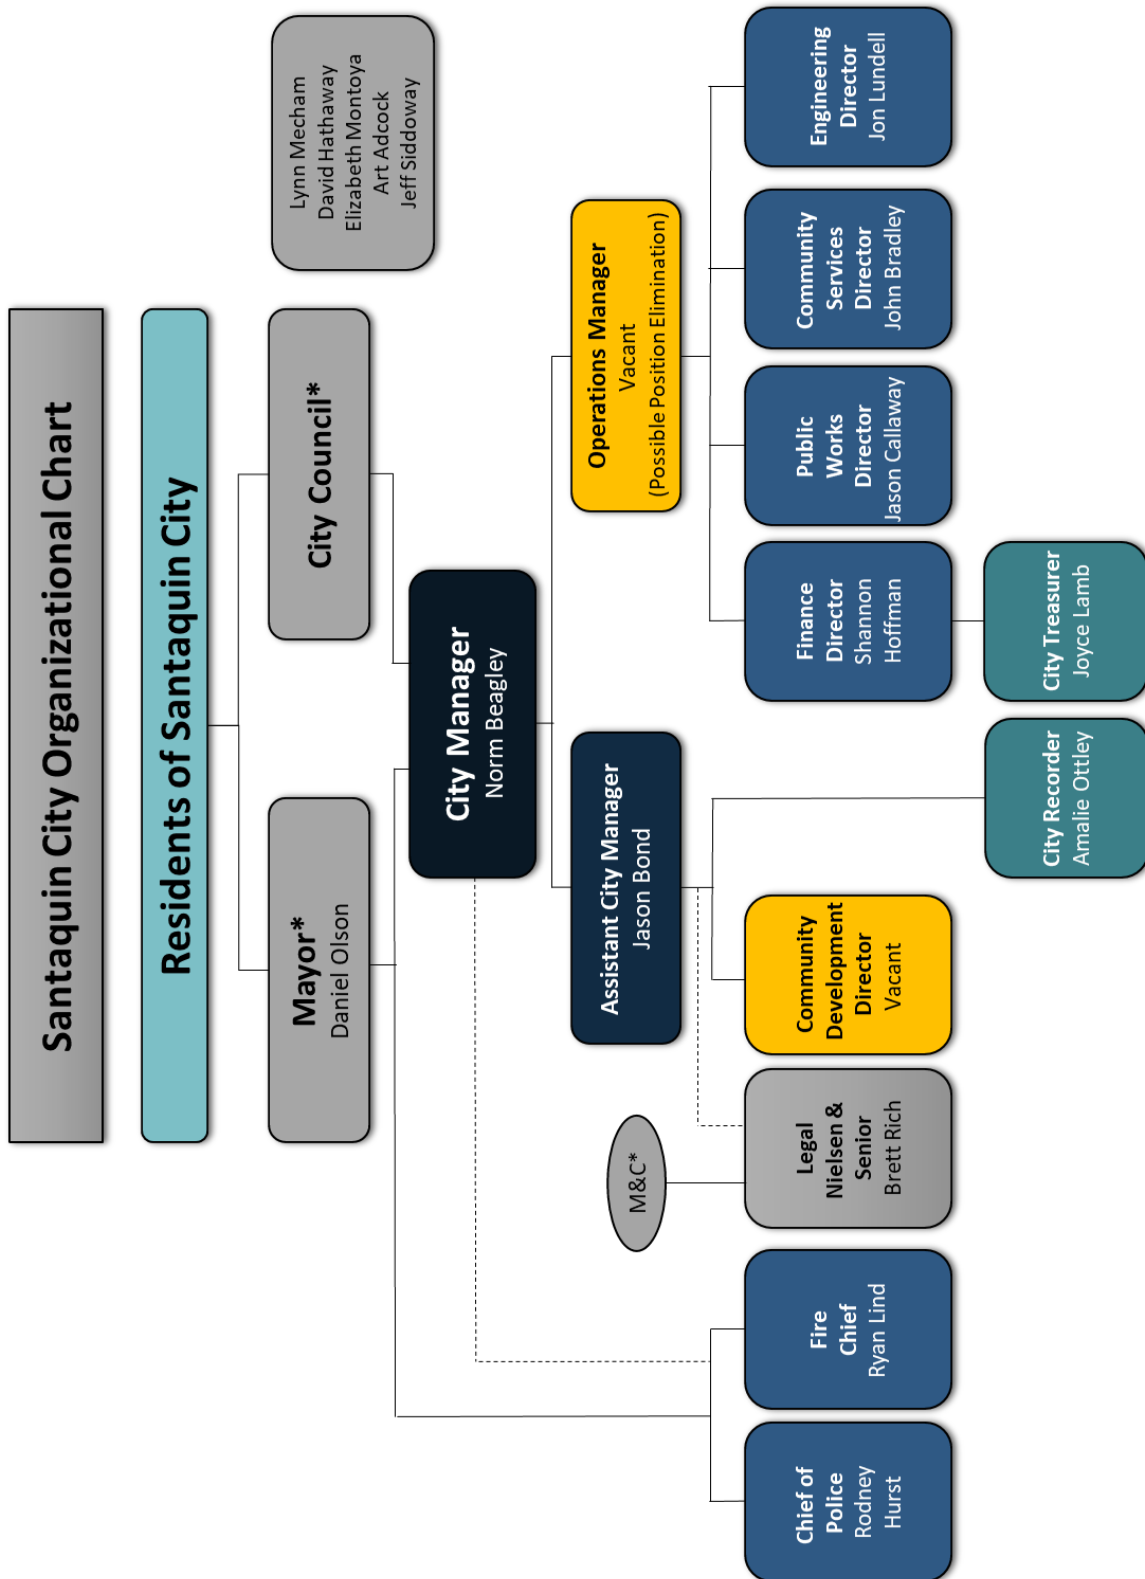 Santaquin City Organizational Chart
Residents of Santaquin City
Mayor*
Daniel Olson
City Council*
Lynn Mecham
David Hathaway
Elizabeth Montoya
Art Adcock
Jeff Siddoway
City Manager
Norm Beagley
Assistant City Manager
Jason Bond
Operations Manager
Vacant
(Possible Position Elimination)
M&C*
Chief of
Police
Rodney
Hurst
Fire
Chief
Ryan Lind
Legal
Nielsen &
Senior
Brett Rich
Community
Development
Director
Vacant
Finance
Director
Shannon
Hoffman
Public
Works
Director
Jason Callaway
Community
Services
Director
John Bradley
Engineering
Director
Jon Lundell
City Recorder
Amalie Ottley
City Treasurer
Joyce Lamb